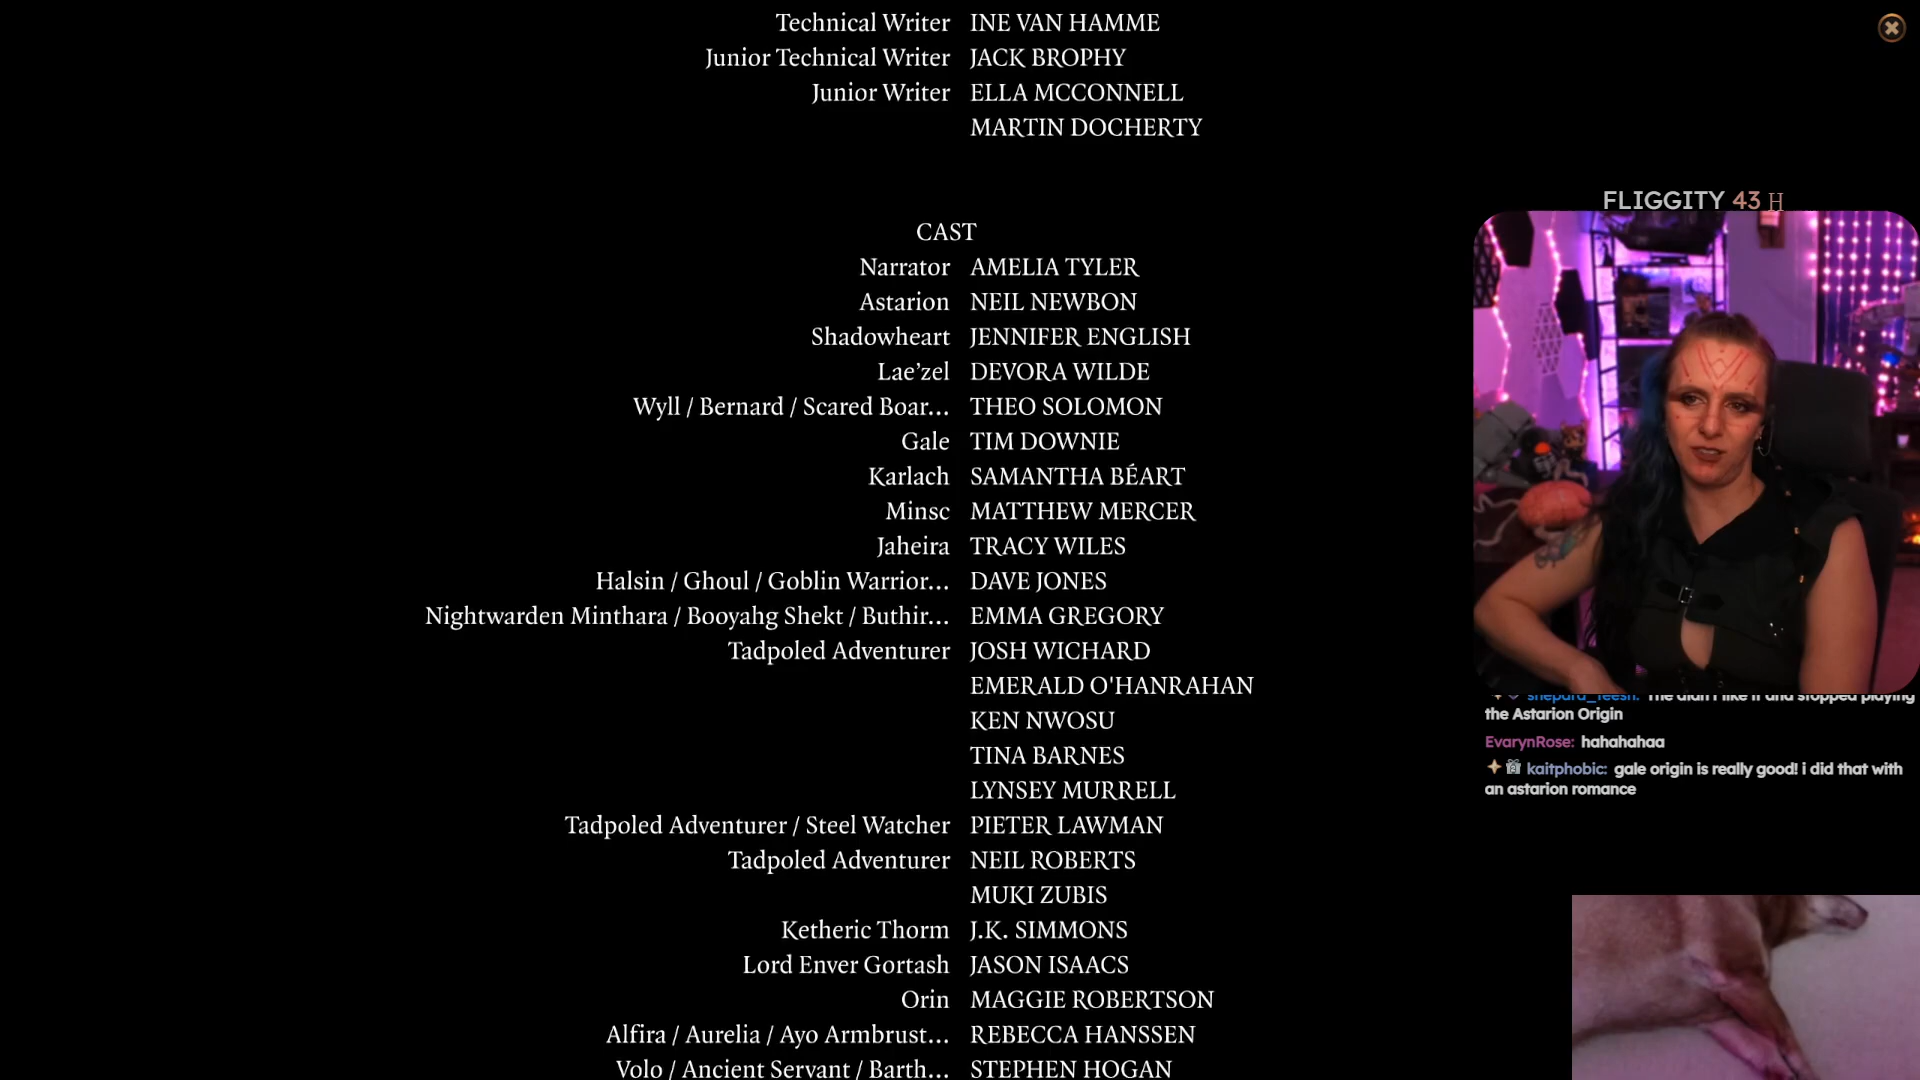 Technical Writer INE VAN HAMME
Junior Technical Writer JACK BROPHY
Junior Writer ELLA MCCONNELL
MARTIN DOCHERTY
CAST
Narrator AMELIA TYLER
Astarion NEIL NEWBON
Shadowheart JENNIFER ENGLISH
Lae’zel DEVORA WILDE
Wyll / Bernard / Scared Boar... THEO SOLOMON
Gale TIM DOWNIE
Karlach SAMANTHA BÉART
Minsc MATTHEW MERCER
Jaheira TRACY WILES
Halsin / Ghoul / Goblin Warrior... DAVE JONES
Nightwarden Minthara / Booyahg Shekt / Buthir... EMMA GREGORY
Tadpoled Adventurer JOSH WICHARD
EMERALD O'HANRAHAN
KEN NWOSU
TINA BARNES
LYNSEY MURRELL
Tadpoled Adventurer / Steel Watcher PIETER LAWMAN
Tadpoled Adventurer NEIL ROBERTS
MUKI ZUBIS
Ketheric Thorm J.K. SIMMONS
Lord Enver Gortash JASON ISAACS
Orin MAGGIE ROBERTSON
Alfira / Aurelia / Ayo Armbrust... REBECCA HANSSEN
Volo / Ancient Servant / Barth... STEPHEN HOGAN
FLIGGITY 43
like it and stopped playing
the Astarion Origin
EvarynRose: hahahahaa
kaitphobic: gale origin is really good! i did that with
an astarion romance